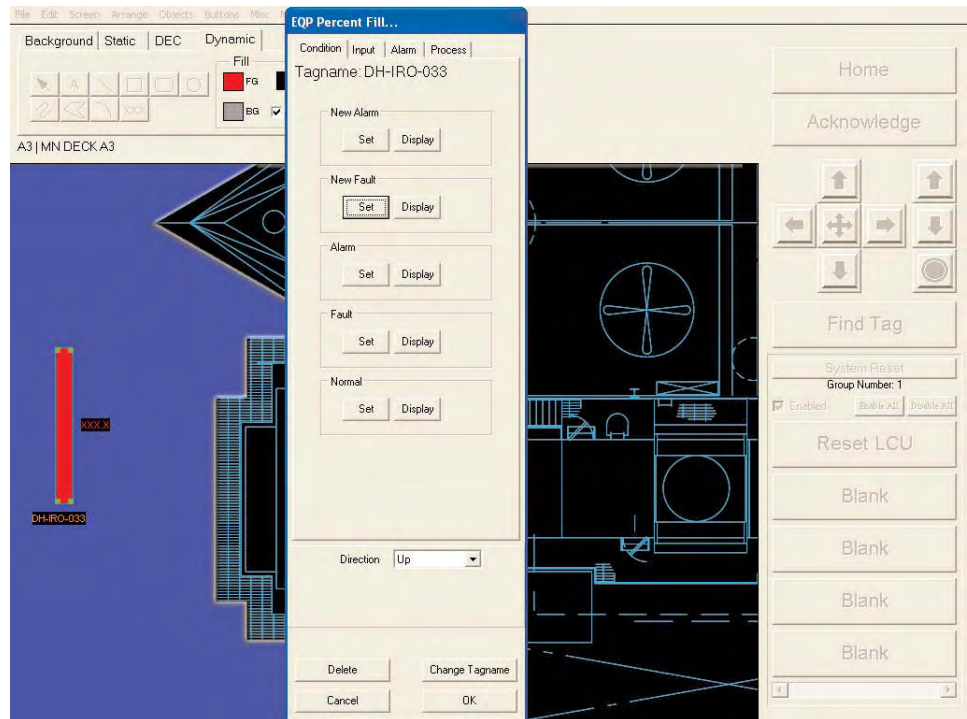 File Edit Screen Arrange Objects Buttons Misc
Background Static DEC Dynamic
Fill
FG
BG
A
XXX
A3 | MN DECK A3
XXX.X
DH-IRO-033
EQP Percent Fill...
Condition Input Alarm Process
Tagname: DH-IRO-033
New Alarm
Set Display
New Fault
Set Display
Alarm
Set Display
Fault
Set Display
Normal
Set Display
Direction Up
Delete Change Tagname
Cancel OK
Home
Acknowledge
Find Tag
System Reset
Group Number: 1
Enabled Enable All Disable All
Reset LCU
Blank
Blank
Blank
Blank